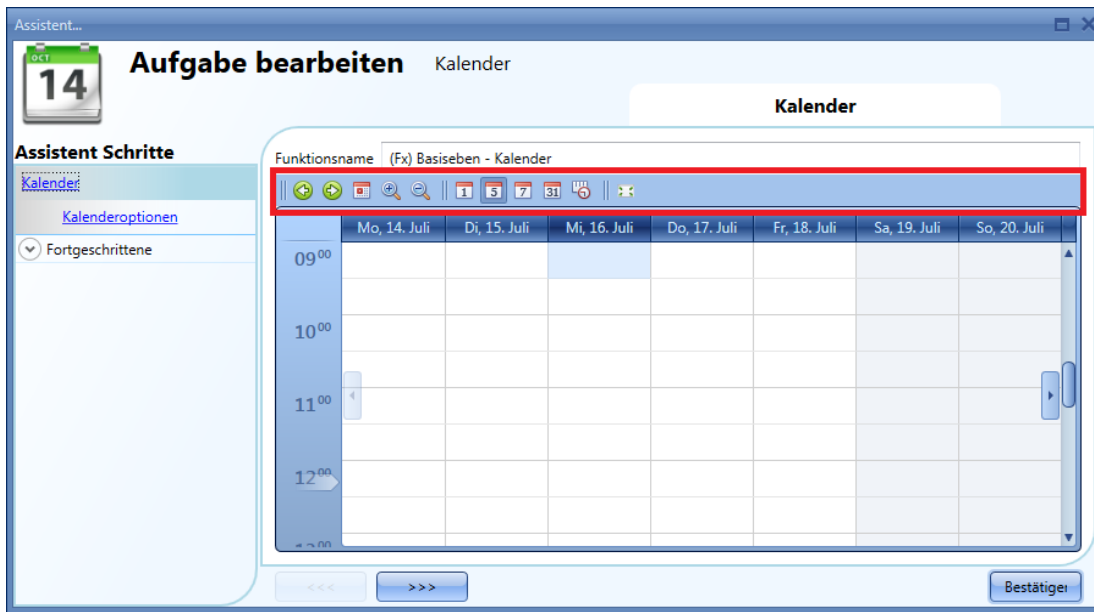 Assistent...
OCT
14
Aufgabe bearbeiten Kalender
Kalender
Assistent Schritte
Kalender
Kalenderoptionen
Fortgeschrittene
Funktionsname (Fx) Basiseben - Kalender
1 5 7 31
Mo, 14. Juli Di, 15. Juli Mi, 16. Juli Do, 17. Juli Fr, 18. Juli Sa, 19. Juli So, 20. Juli
09 00
10 00
11 00
12 00
<<< >>> Bestätiger